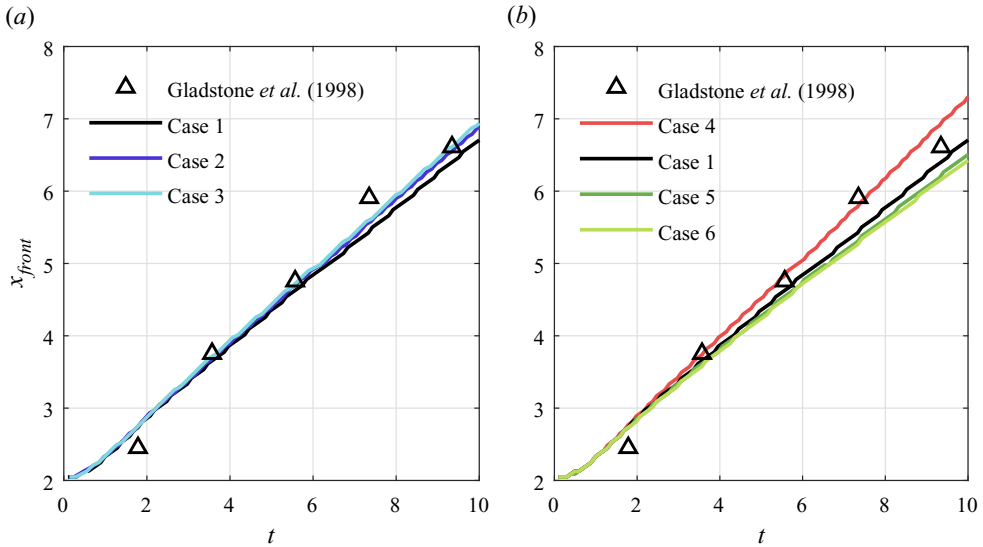 (a)
8
7
6
5
4
3
2
x_front
Gladstone et al. (1998)
Case 1
Case 2
Case 3
0 2 4 6 8 10
t
(b)
8
7
6
5
4
3
2
Gladstone et al. (1998)
Case 4
Case 1
Case 5
Case 6
0 2 4 6 8 10
t